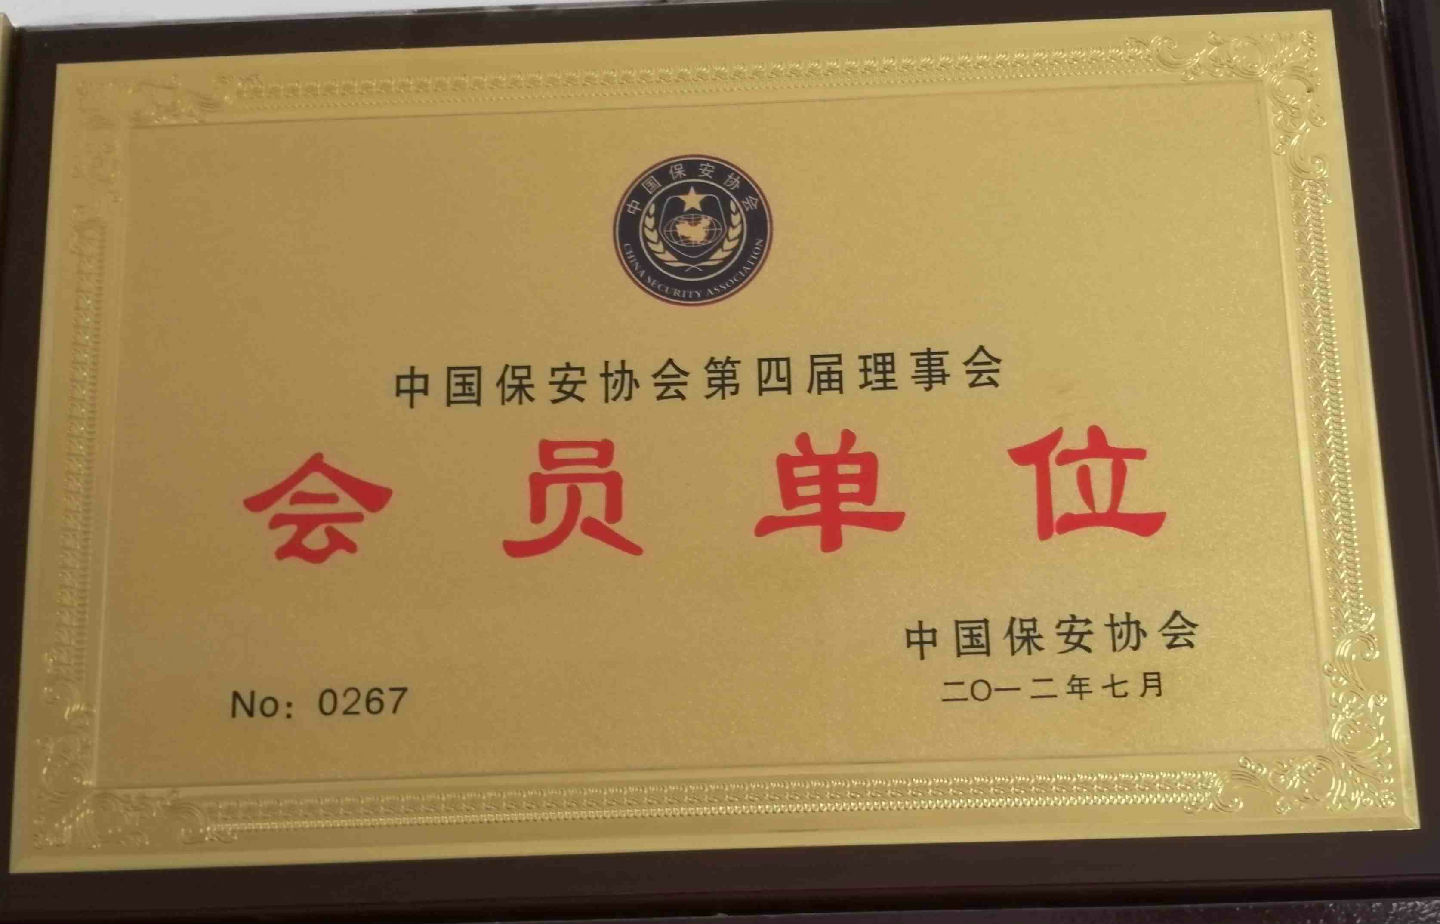 中国保安协会
CHINA SECURITY ASSOCIATION
中国保安协会第四届理事会
会员单位
中国保安协会
二〇一二年七月
No: 0267